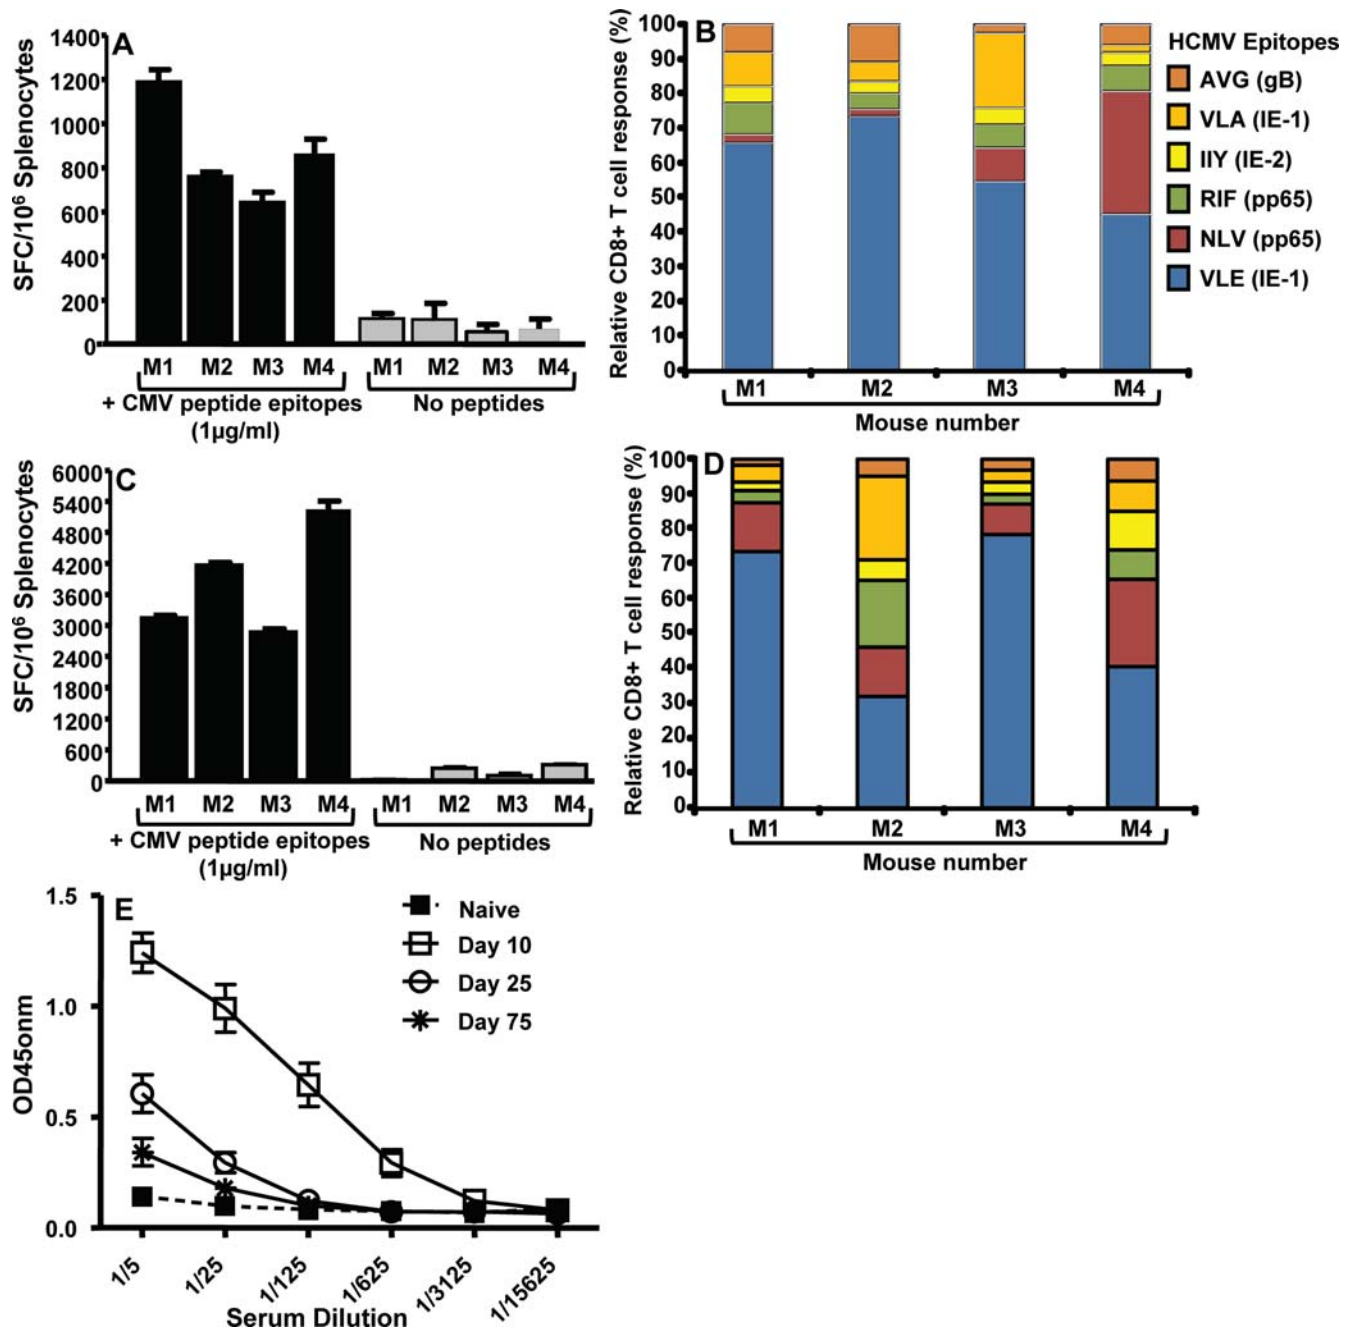 A
SFC/10⁶ Splenocytes
1400
1200
1000
800
600
400
200
0
M1 M2 M3 M4 M1 M2 M3 M4
+ CMV peptide epitopes No peptides
(1µg/ml)
B
Relative CD8+ T cell response (%)
100
90
80
70
60
50
40
30
20
10
0
M1 M2 M3 M4
Mouse number
HCMV Epitopes
AVG (gB)
VLA (IE-1)
IIY (IE-2)
RIF (pp65)
NLV (pp65)
VLE (IE-1)
C
SFC/10⁶ Splenocytes
6000
5400
4800
4200
3600
3000
2400
1800
1200
600
0
M1 M2 M3 M4 M1 M2 M3 M4
+ CMV peptide epitopes No peptides
(1µg/ml)
D
Relative CD8+ T cell response (%)
100
90
80
70
60
50
40
30
20
10
0
M1 M2 M3 M4
Mouse number
E
OD45onm
1.5
1.0
0.5
0.0
Naive
Day 10
Day 25
Day 75
1/5 1/25 1/125 1/625 1/3125 1/15625
Serum Dilution